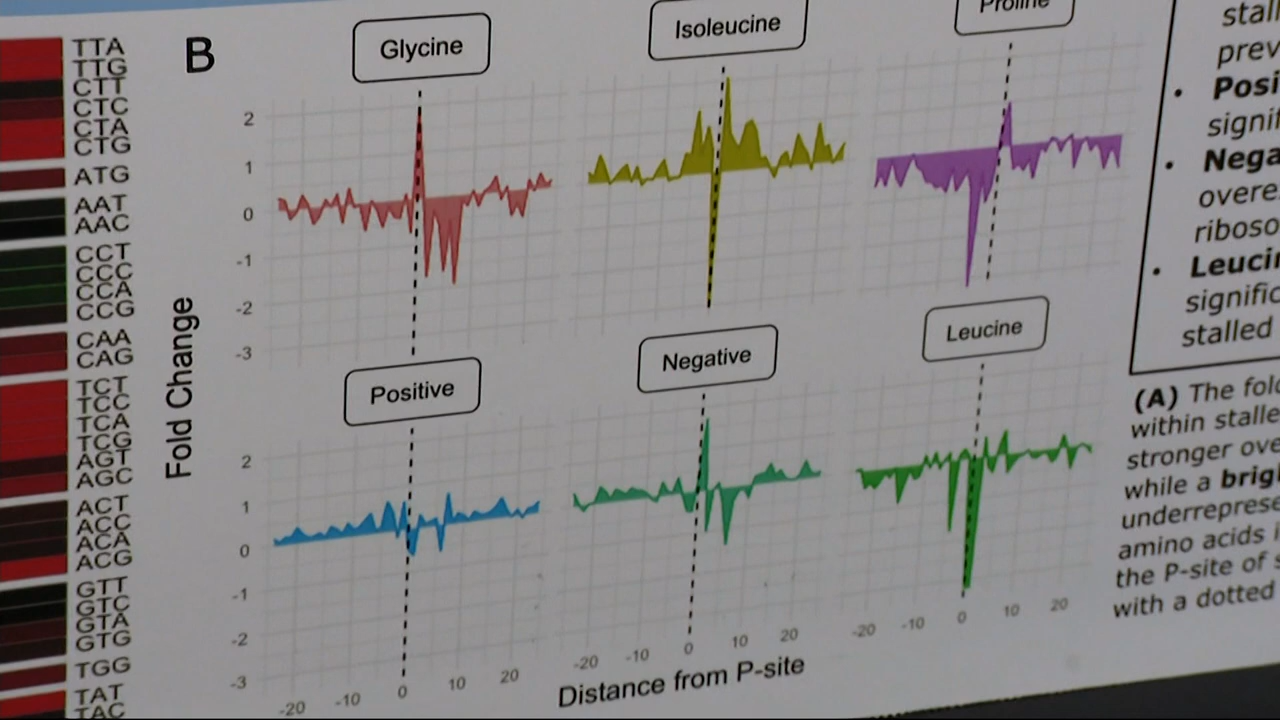 TTA
TTG
CTT
CTC
CTA
CTG
ATG
AAT
AAC
CCT
CCC
CCA
CCG
CAA
CAG
TCT
TCC
TCA
TCG
AGT
AGC
ACT
ACC
ACA
ACG
GTT
GTC
GTA
GTG
TGG
TAT
TAC
B
Glycine
Isoleucine
Proline
2
1
0
-1
-2
-3
Positive
Negative
Leucine
2
1
0
-1
-2
-3
Fold Change
-20 -10 0 10 20
-20 -10 0 10 20
-20 -10 0 10 20
Distance from P-site
stall
prev
• Posi
signif
• Nega
overe
riboso
• Leucin
signific
stalled
(A) The fold
within stalle
stronger ove
while a brigh
underreprese
amino acids i
the P-site of s
with a dotted